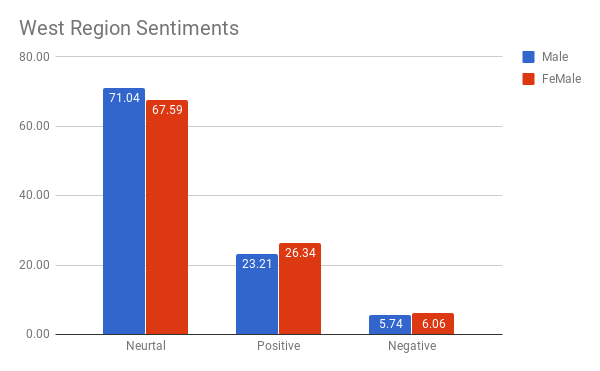 West Region Sentiments
80.00
60.00
40.00
20.00
0.00
71.04
67.59
23.21
26.34
5.74
6.06
Neurtal
Positive
Negative
Male
FeMale